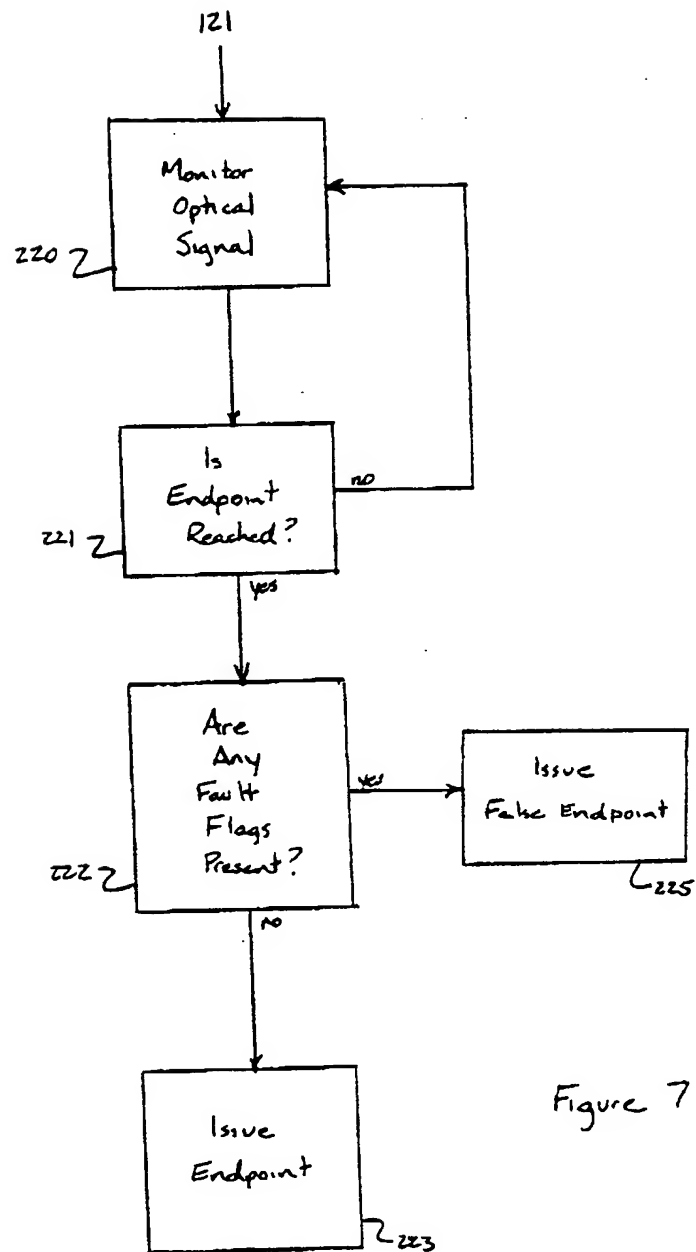 121
Monitor
Optical
Signal
220
Is
Endpoint
Reached?
no
221
yes
Are
Any
Fault
Flags
Present?
yes
222
no
Issue
False Endpoint
225
Issue
Endpoint
223
Figure 7